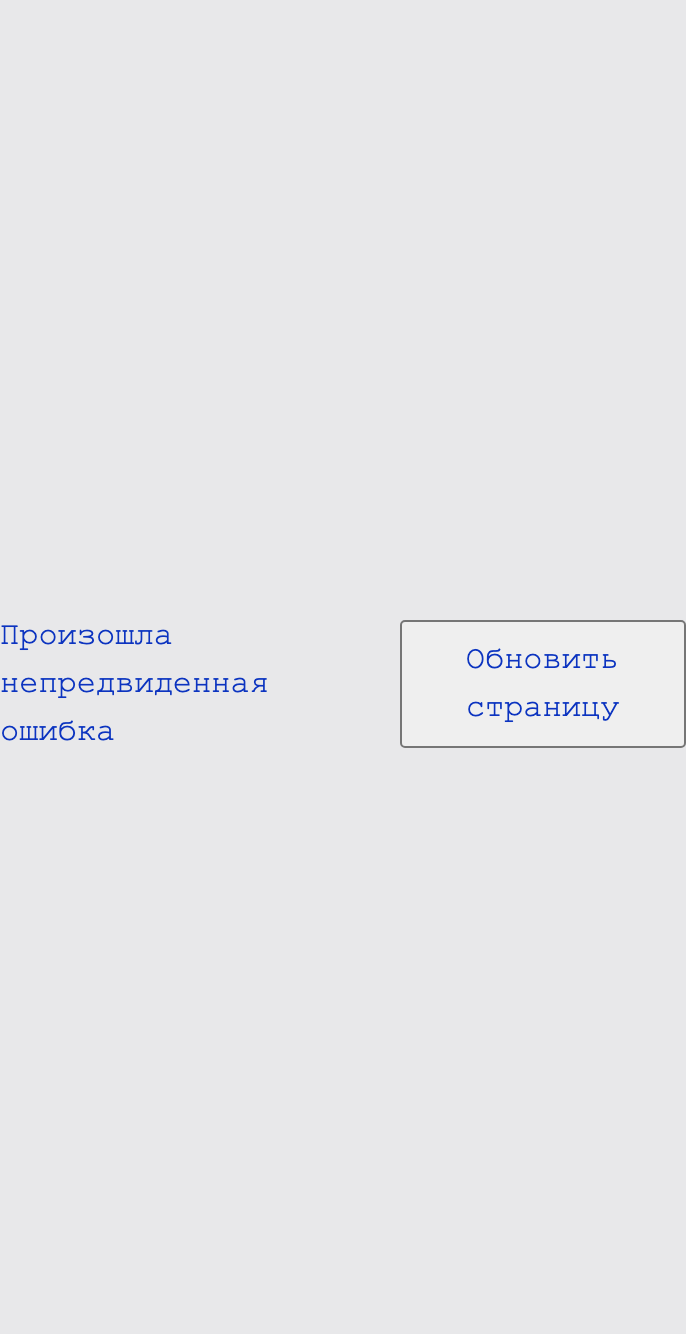 Произошла
непредвиденная
ошибка
Обновить
страницу